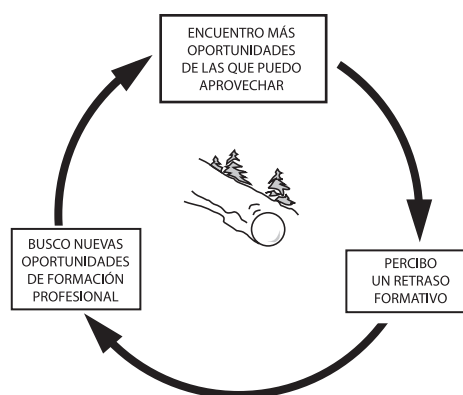 ENCUENTRO MÁS
OPORTUNIDADES
DE LAS QUE PUEDO
APROVECHAR
PERCIBO
UN RETRASO
FORMATIVO
BUSCO NUEVAS
OPORTUNIDADES
DE FORMACIÓN
PROFESIONAL